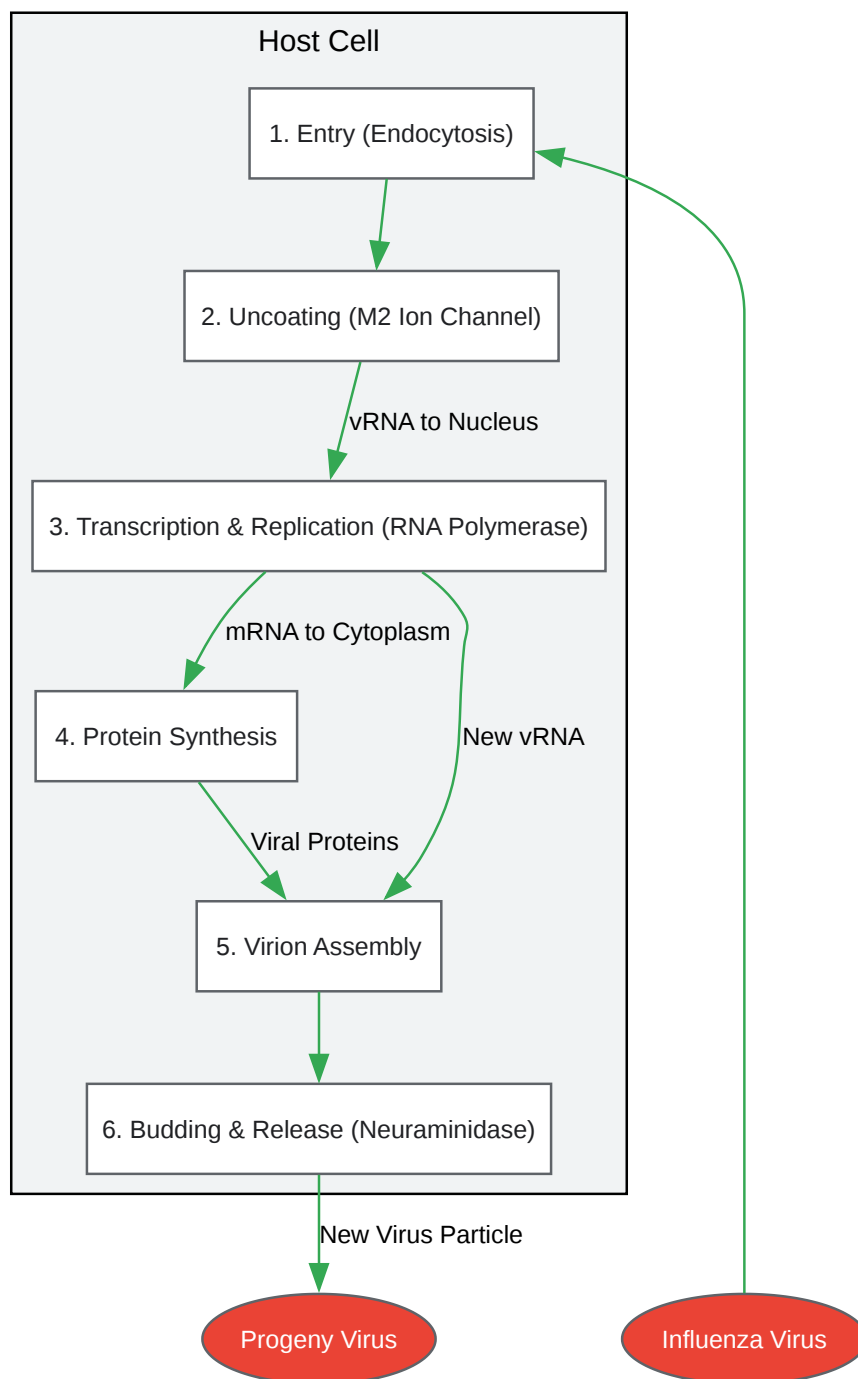 Host Cell
1. Entry (Endocytosis)
2. Uncoating (M2 Ion Channel)
vRNA to Nucleus
3. Transcription & Replication (RNA Polymerase)
mRNA to Cytoplasm
4. Protein Synthesis
New vRNA
Viral Proteins
5. Virion Assembly
6. Budding & Release (Neuraminidase)
New Virus Particle
Progeny Virus
Influenza Virus